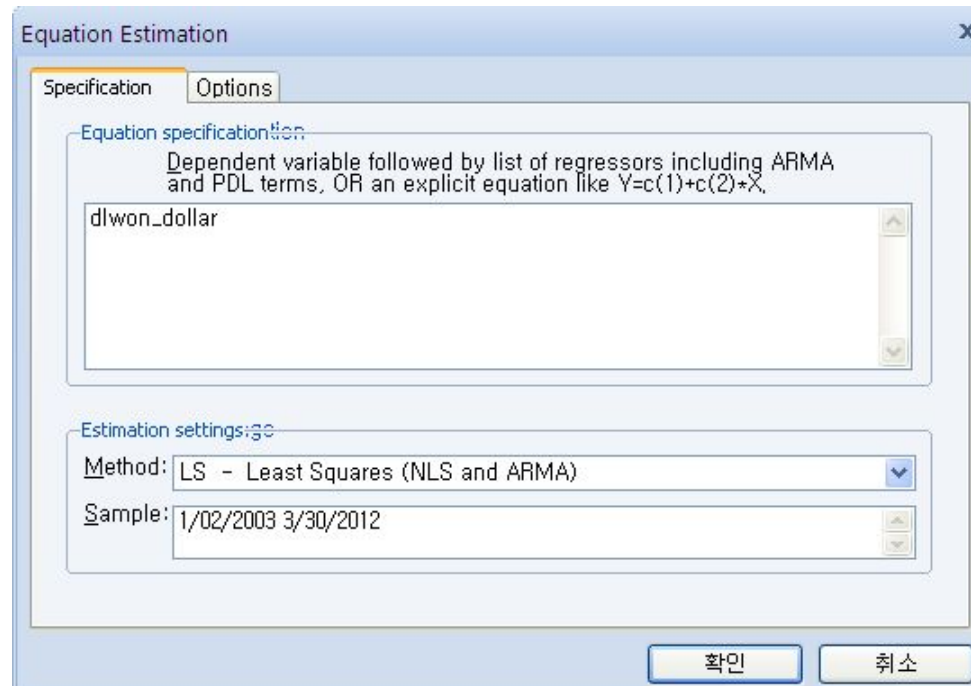 Equation Estimation
Specification
Options
Equation specification
Dependent variable followed by list of regressors including ARMA
and PDL terms, OR an explicit equation like Y=c(1)+c(2)*X.
dlwon_dollar
Estimation settings
Method: LS - Least Squares (NLS and ARMA)
Sample: 1/02/2003 3/30/2012
확인
취소